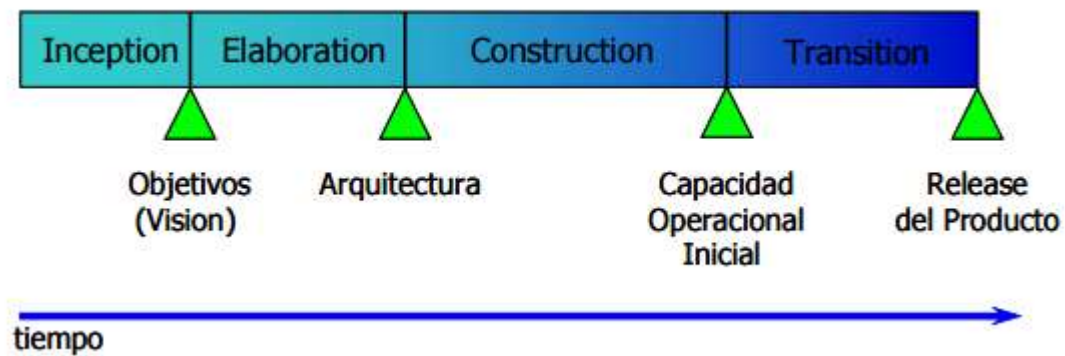 Inception Elaboration Construction Transition
Objetivos
(Vision)
Arquitectura
Capacidad
Operacional
Inicial
Release
del Producto
tiempo